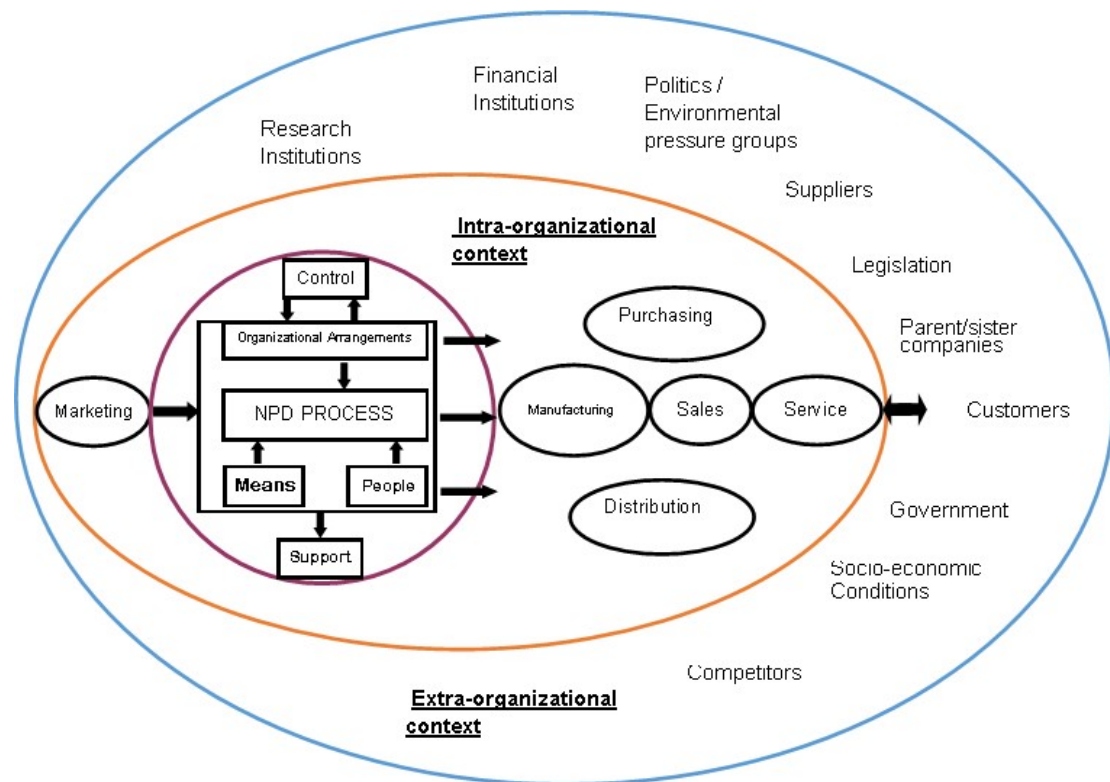 Financial
Institutions
Politics /
Environmental
pressure groups
Research
Institutions
Suppliers
Intra-organizational
context
Legislation
Control
Purchasing
Parent/sister
companies
Organizational Arrangements
Marketing
NPD PROCESS
Manufacturing
Sales
Service
Customers
Means
People
Distribution
Government
Support
Socio-economic
Conditions
Competitors
Extra-organizational
context